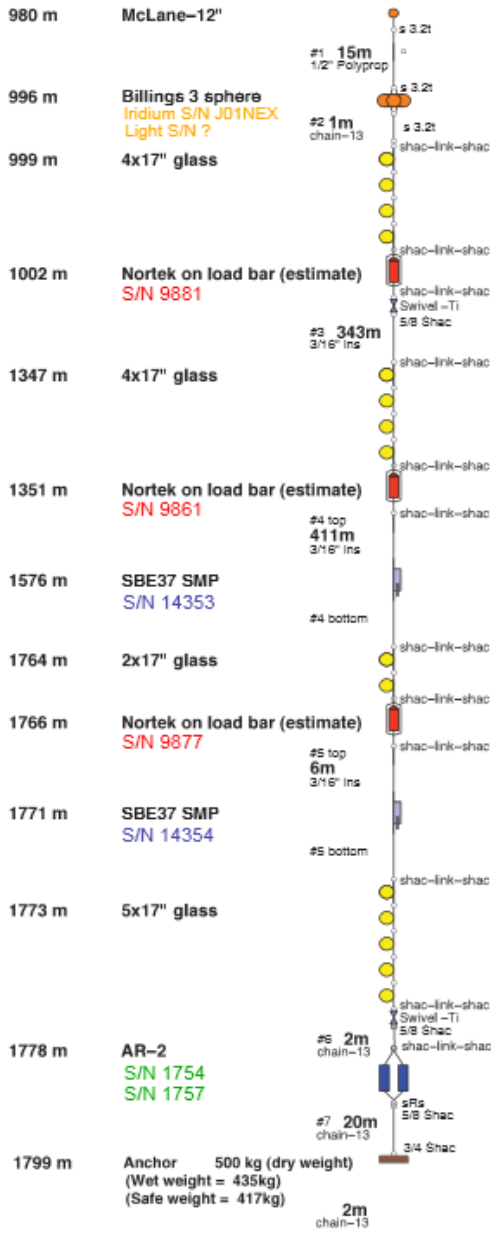 980 m McLane–12"
s 3.2t
#1 15m
1/2" Polyprop
s 3.2t
996 m Billings 3 sphere
Iridium S/N J01NEX
Light S/N ?
#2 1m
chain–13
s 3.2t
shac–link–shac
999 m 4x17" glass
shac–link–shac
1002 m Nortek on load bar (estimate)
S/N 9881
shac–link–shac
Swivel –Ti
5/8 Shac
#3 343m
3/16" ins
shac–link–shac
1347 m 4x17" glass
shac–link–shac
1351 m Nortek on load bar (estimate)
S/N 9861
shac–link–shac
#4 top
411m
3/16" ins
1576 m SBE37 SMP
S/N 14353
#4 bottom
shac–link–shac
1764 m 2x17" glass
shac–link–shac
1766 m Nortek on load bar (estimate)
S/N 9877
shac–link–shac
#5 top
6m
3/16" ins
1771 m SBE37 SMP
S/N 14354
#5 bottom
shac–link–shac
1773 m 5x17" glass
shac–link–shac
Swivel –Ti
5/8 Shac
#6 2m
chain–13
shac–link–shac
1778 m AR–2
S/N 1754
S/N 1757
sRs
5/8 Shac
#7 20m
chain–13
3/4 Shac
1799 m Anchor 500 kg (dry weight)
(Wet weight = 435kg)
(Safe weight = 417kg)
2m
chain–13